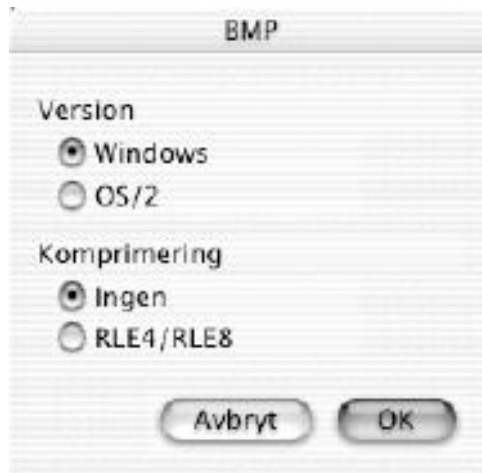 BMP
Version
Windows
OS/2
Komprimering
Ingen
RLE4/RLE8
Avbryt OK